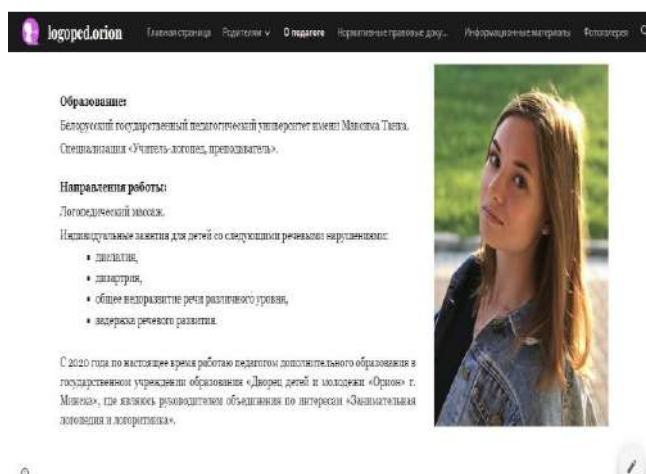 logoped.orion
Главная страница Родителям О педагоге Нормативные правовые доку... Информационные материалы Фотогалерея
Образование:
Белорусский государственный педагогический университет имени Максима Танка.
Специализация «Учитель-логопед, преподаватель».
Направления работы:
Логопедический массаж.
Индивидуальные занятия для детей со следующими речевыми нарушениями:
дислалия,
дизартрия,
общее недоразвитие речи различного уровня,
задержка речевого развития.
С 2020 года по настоящее время работаю педагогом дополнительного образования в
государственном учреждении образования «Дворец детей и молодежи «Орион» г.
Минска», где являюсь руководителем объединения по интересам «Занимательная
логопедия и логоритмика».